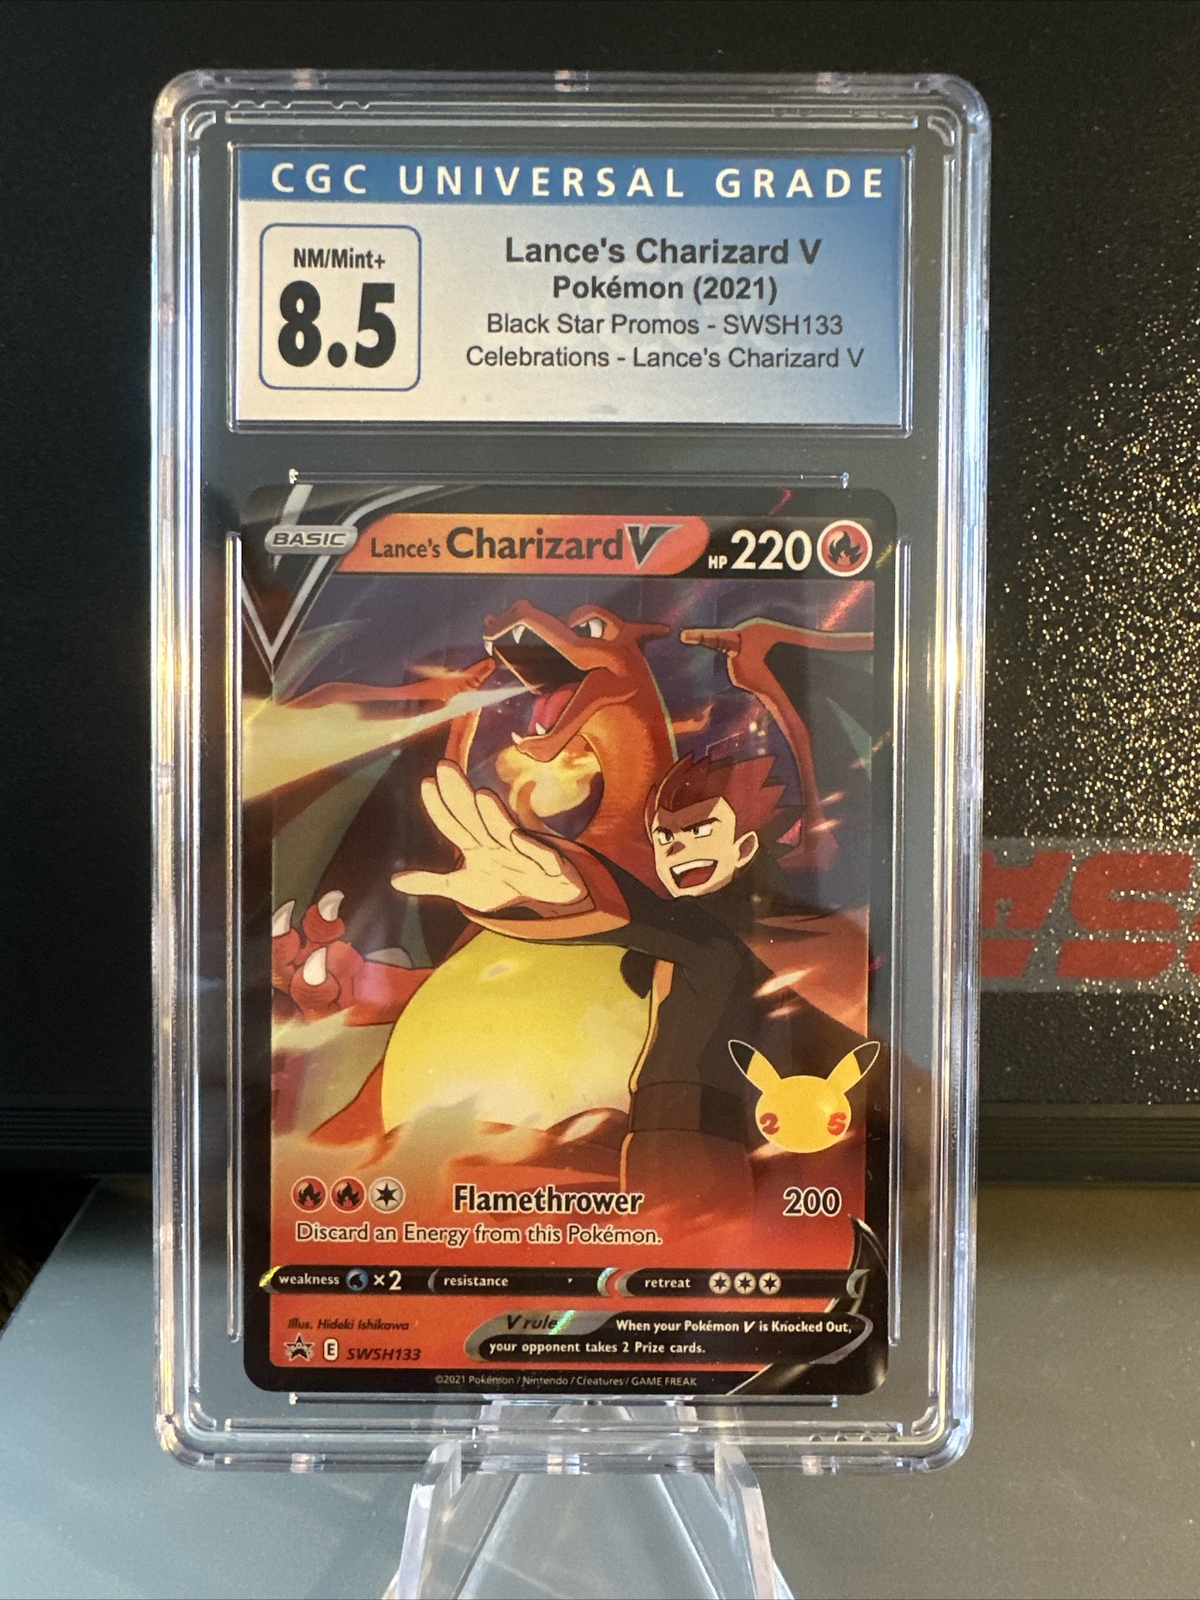 CGC UNIVERSAL GRADE
NM/Mint+
8.5
Lance's Charizard V
Pokémon (2021)
Black Star Promos - SWSH133
Celebrations - Lance's Charizard V
BASIC
Lance's Charizard V
HP 220
25
Flamethrower 200
Discard an Energy from this Pokémon.
weakness ×2 resistance retreat
Illus. Hideki Ishikawa
E SWSH133
V rule When your Pokémon V is Knocked Out,
your opponent takes 2 Prize cards.
©2021 Pokémon / Nintendo / Creatures / GAME FREAK